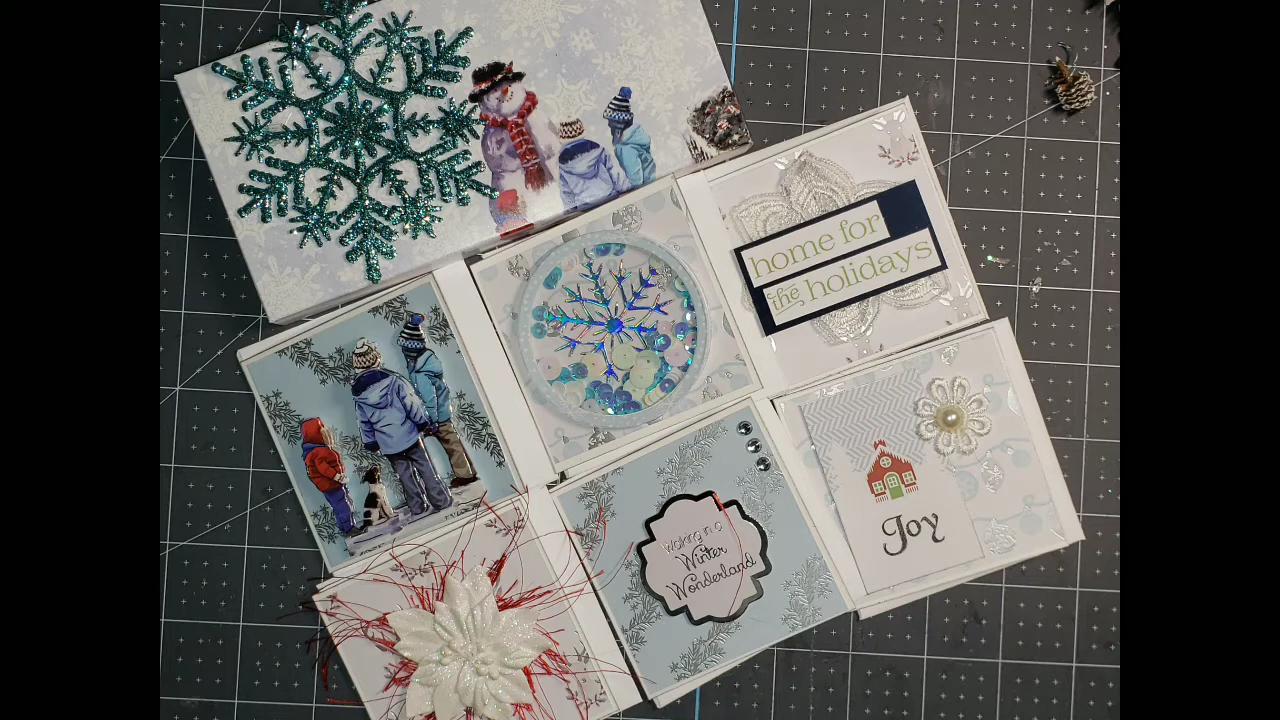 home for
the holidays
Joy
Walking in a
Winter
Wonderland